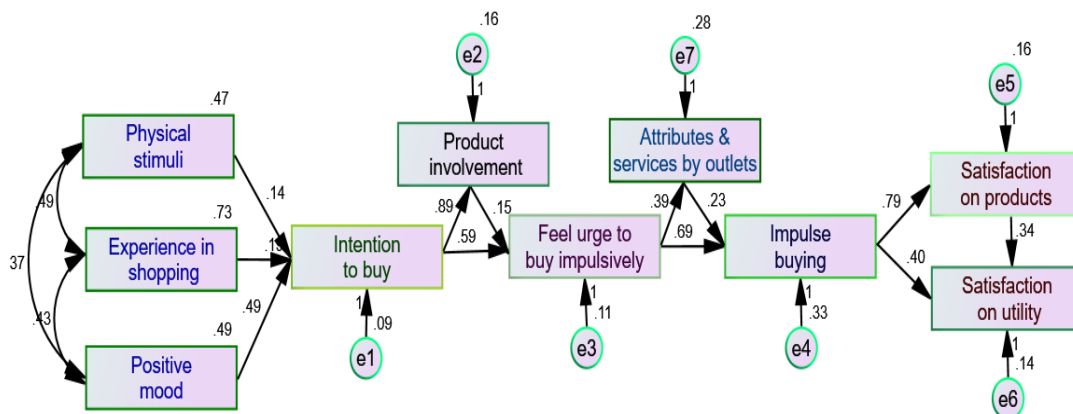 .16
e2
1
.28
e7
1
.16
e5
1
.47
Physical
stimuli
Product
involvement
Attributes &
services by outlets
Satisfaction
on products
.49
.14
.73
.89
.15
.39
.23
.79
.34
Experience in
shopping
Intention
to buy
.59
Feel urge to
buy impulsively
.69
Impulse
buying
.40
Satisfaction
on utility
37
.43
.49
.49
1
.09
1
.11
1
.33
1
.14
Positive
mood
e1
e3
e4
e6